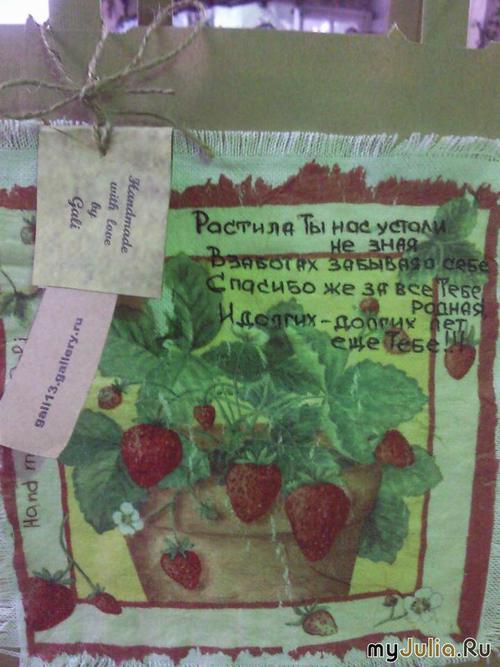 Handmade
with love
by
Gali
gali13.gallery.ru
Растила Ты нас устали
не зная
В заботах забывая о себе
Спасибо же за все Тебе
родная
И долгих-долгих лет
еще Тебе!!!
Hand m
myJulia.Ru